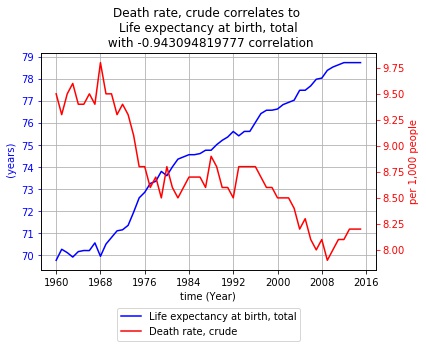 Death rate, crude correlates to
Life expectancy at birth, total
with -0.943094819777 correlation
79
78
77
76
75
74
73
72
71
70
(years)
9.75
9.50
9.25
9.00
8.75
8.50
8.25
8.00
per 1,000 people
1960 1968 1976 1984 1992 2000 2008 2016
time (Year)
Life expectancy at birth, total
Death rate, crude